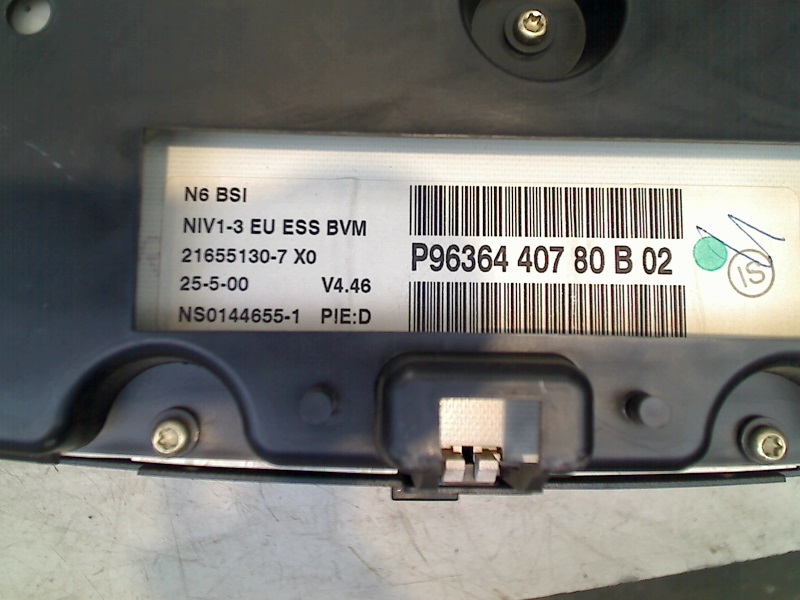 N6 BSI
NIV1-3 EU ESS BVM
21655130-7 X0
25-5-00 V4.46
NS0144655-1 PIE:D
P96364 407 80 B 02
IS